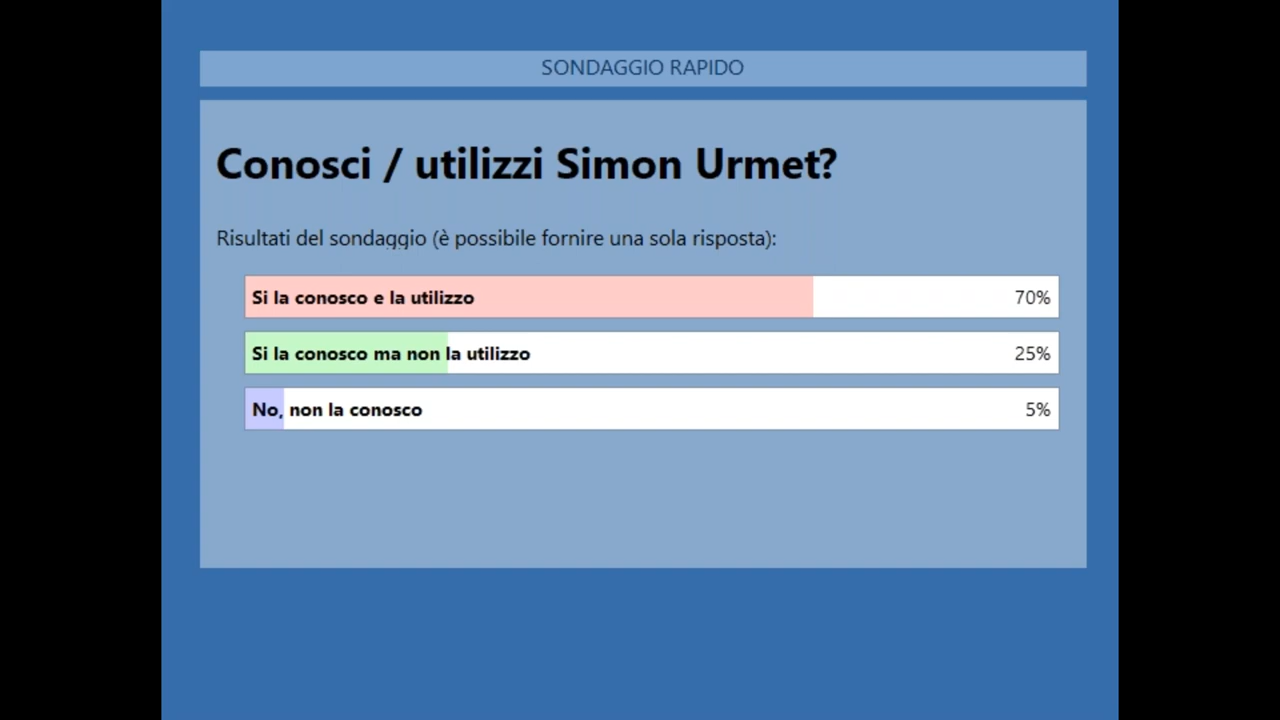 SONDAGGIO RAPIDO
Conosci / utilizzi Simon Urmet?
Risultati del sondaggio (è possibile fornire una sola risposta):
Si la conosco e la utilizzo 70%
Si la conosco ma non la utilizzo 25%
No, non la conosco 5%